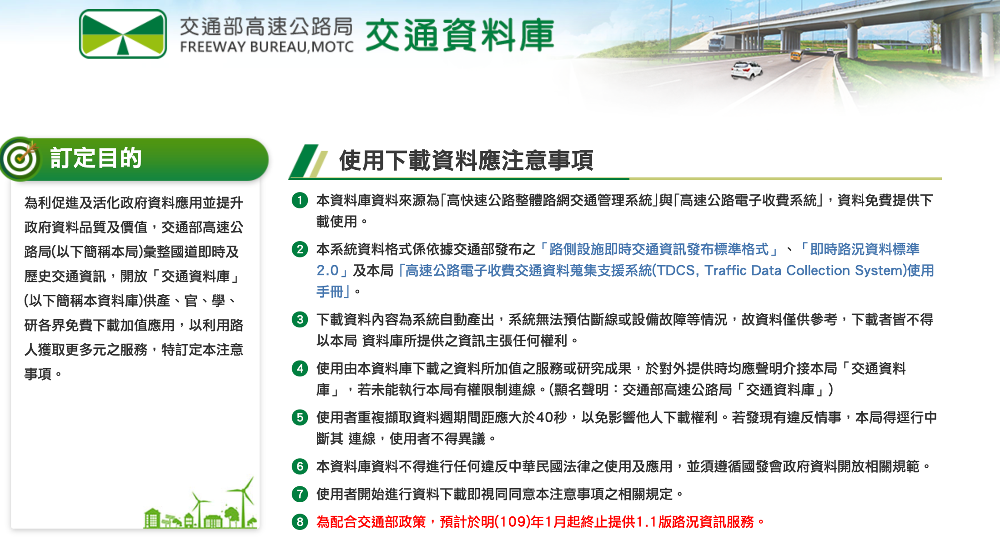 交通部高速公路局
FREEWAY BUREAU,MOTC
交通資料庫
訂定目的
為利促進及活化政府資料應用並提升
政府資料品質及價值，交通部高速公
路局(以下簡稱本局)彙整國道即時及
歷史交通資訊，開放「交通資料庫」
(以下簡稱本資料庫)供產、官、學、
研各界免費下載加值應用，以利用路
人獲取更多元之服務，特訂定本注意
事項。
使用下載資料應注意事項
1 本資料庫資料來源為｢高快速公路整體路網交通管理系統｣與｢高速公路電子收費系統｣，資料免費提供下
載使用。
2 本系統資料格式係依據交通部發布之「路側設施即時交通資訊發布標準格式」、「即時路況資料標準
2.0」及本局｢高速公路電子收費交通資料蒐集支援系統(TDCS, Traffic Data Collection System)使用
手冊｣。
3 下載資料內容為系統自動產出，系統無法預估斷線或設備故障等情況，故資料僅供參考，下載者皆不得
以本局 資料庫所提供之資訊主張任何權利。
4 使用由本資料庫下載之資料所加值之服務或研究成果，於對外提供時均應聲明介接本局「交通資料
庫」，若未能執行本局有權限制連線。(顯名聲明：交通部高速公路局「交通資料庫」)
5 使用者重複擷取資料週期間距應大於40秒，以免影響他人下載權利。若發現有違反情事，本局得逕行中
斷其 連線，使用者不得異議。
6 本資料庫資料不得進行任何違反中華民國法律之使用及應用，並須遵循國發會政府資料開放相關規範。
7 使用者開始進行資料下載即視同同意本注意事項之相關規定。
8 為配合交通部政策，預計於明(109)年1月起終止提供1.1版路況資訊服務。